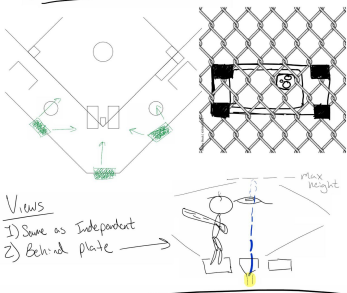 max
height
Views
1) Same as Independent
2) Behind plate